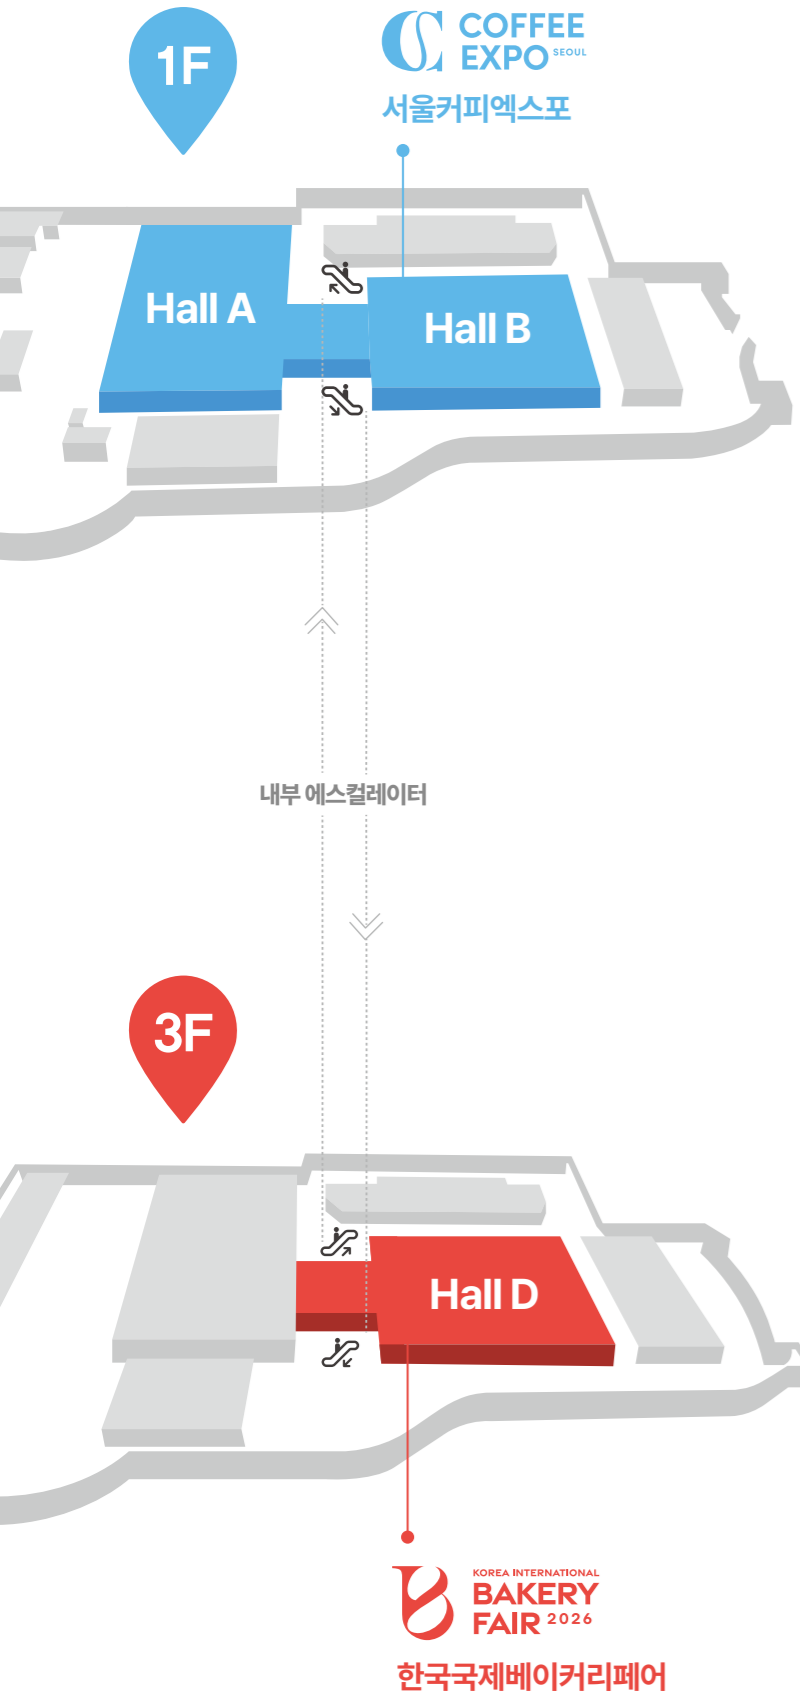 1F
COFFEE
EXPO SEOUL
서울커피엑스포
Hall A
Hall B
내부 에스컬레이터
3F
Hall D
KOREA INTERNATIONAL
BAKERY
FAIR 2026
한국국제베이커리페어